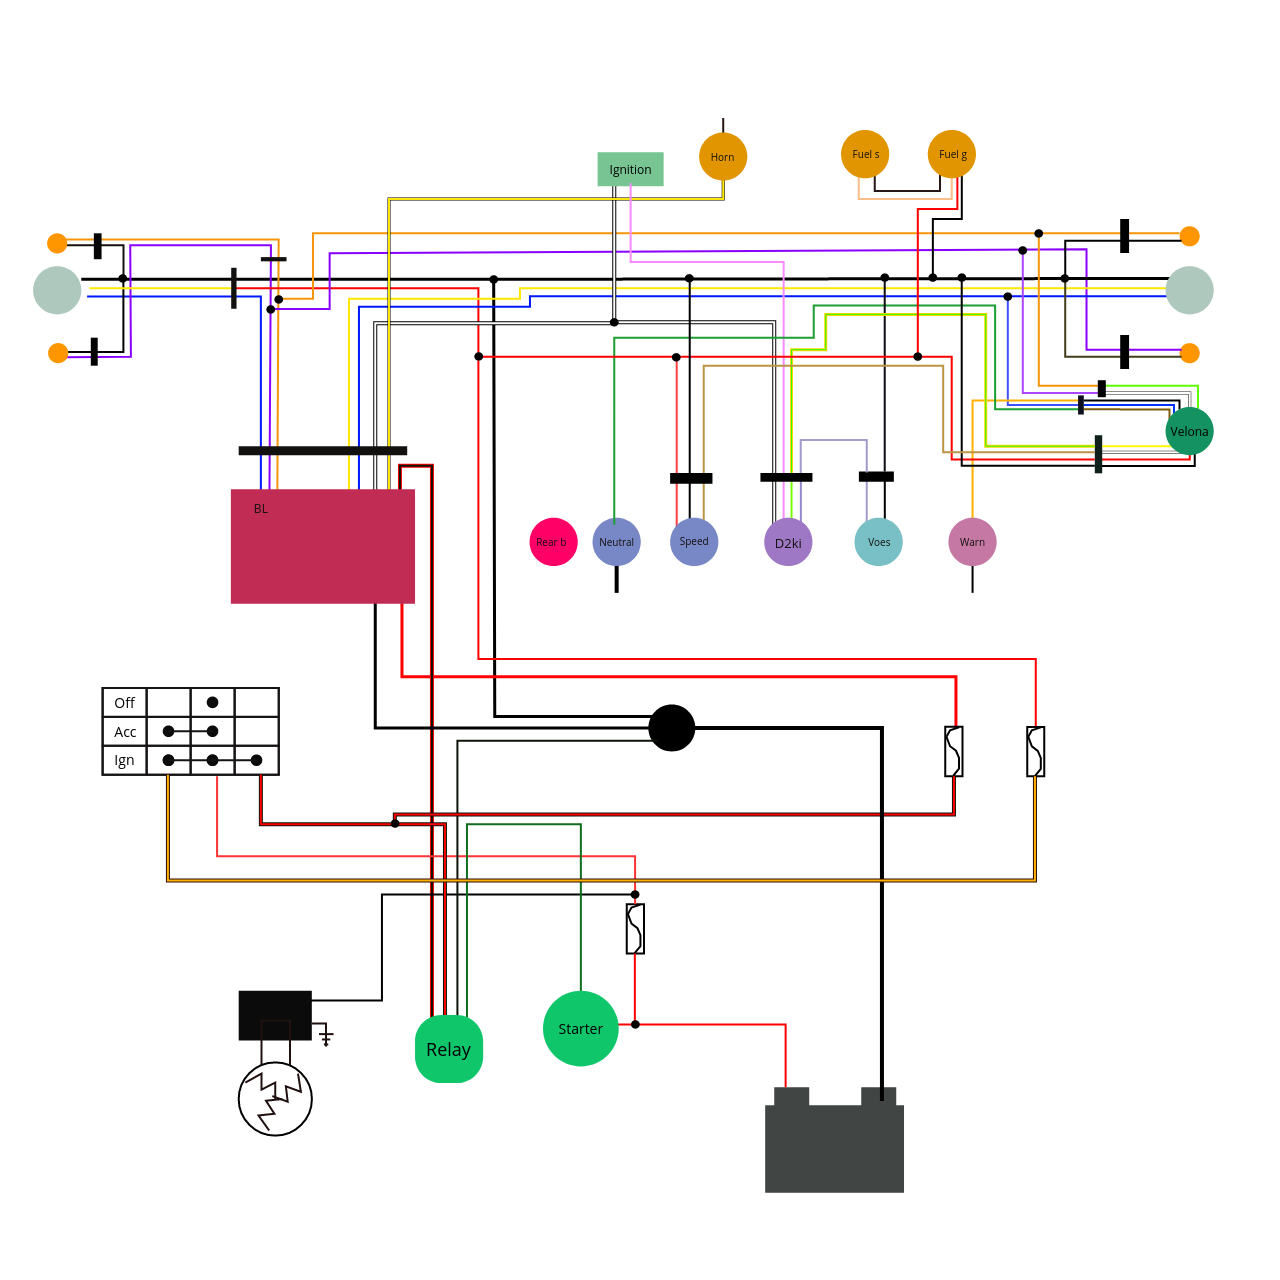 Horn
Fuel s
Fuel g
Ignition
Velona
BL
Rear b
Neutral
Speed
D2ki
Voes
Warn
Off
Acc
Ign
Starter
Relay